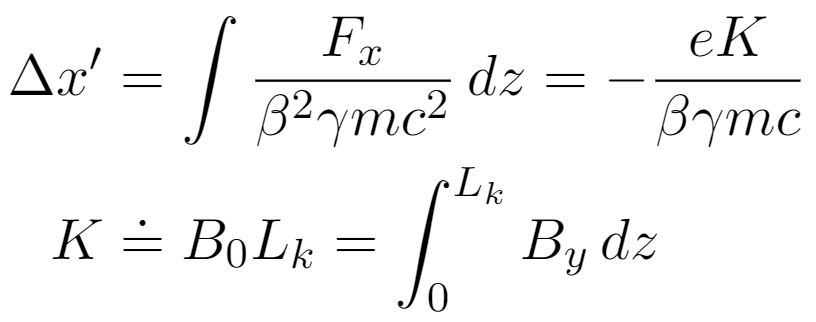 Δx′ = ∫ F_x / (β²γmc²) dz = − eK / (βγmc)
K ≐ B₀L_k = ∫₀^{L_k} B_y dz